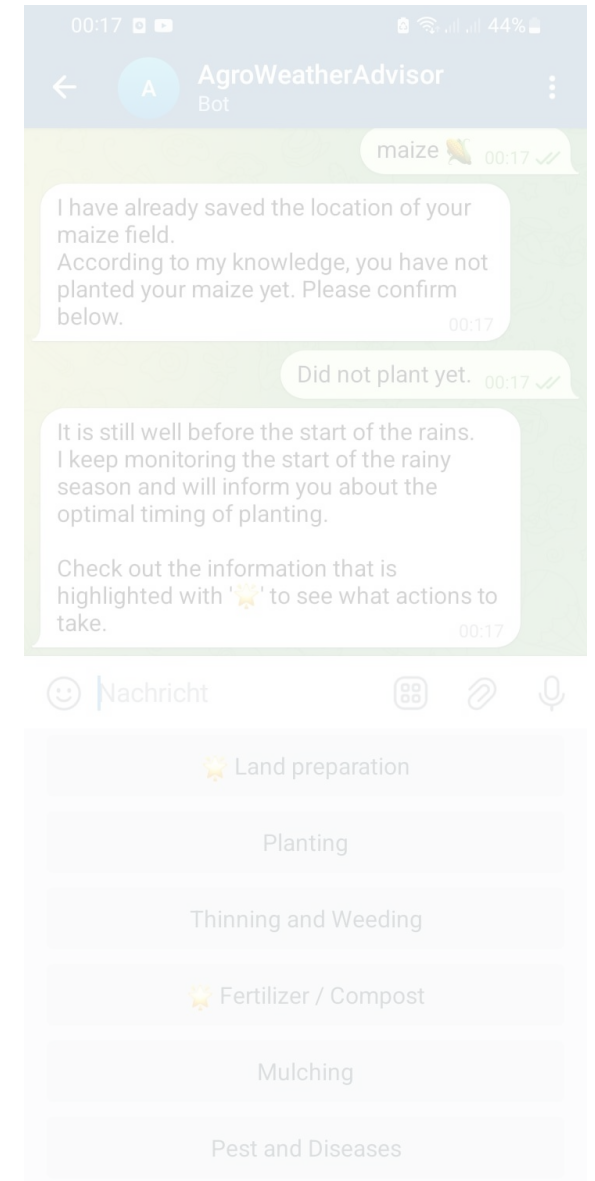 00:17 44%
A AgroWeatherAdvisor
Bot
maize 🌽 00:17
I have already saved the location of your
maize field.
According to my knowledge, you have not
planted your maize yet. Please confirm
below.
00:17
Did not plant yet. 00:17
It is still well before the start of the rains.
I keep monitoring the start of the rainy
season and will inform you about the
optimal timing of planting.
Check out the information that is
highlighted with '🌟' to see what actions to
take.
00:17
Nachricht
🌟 Land preparation
Planting
Thinning and Weeding
🌟 Fertilizer / Compost
Mulching
Pest and Diseases